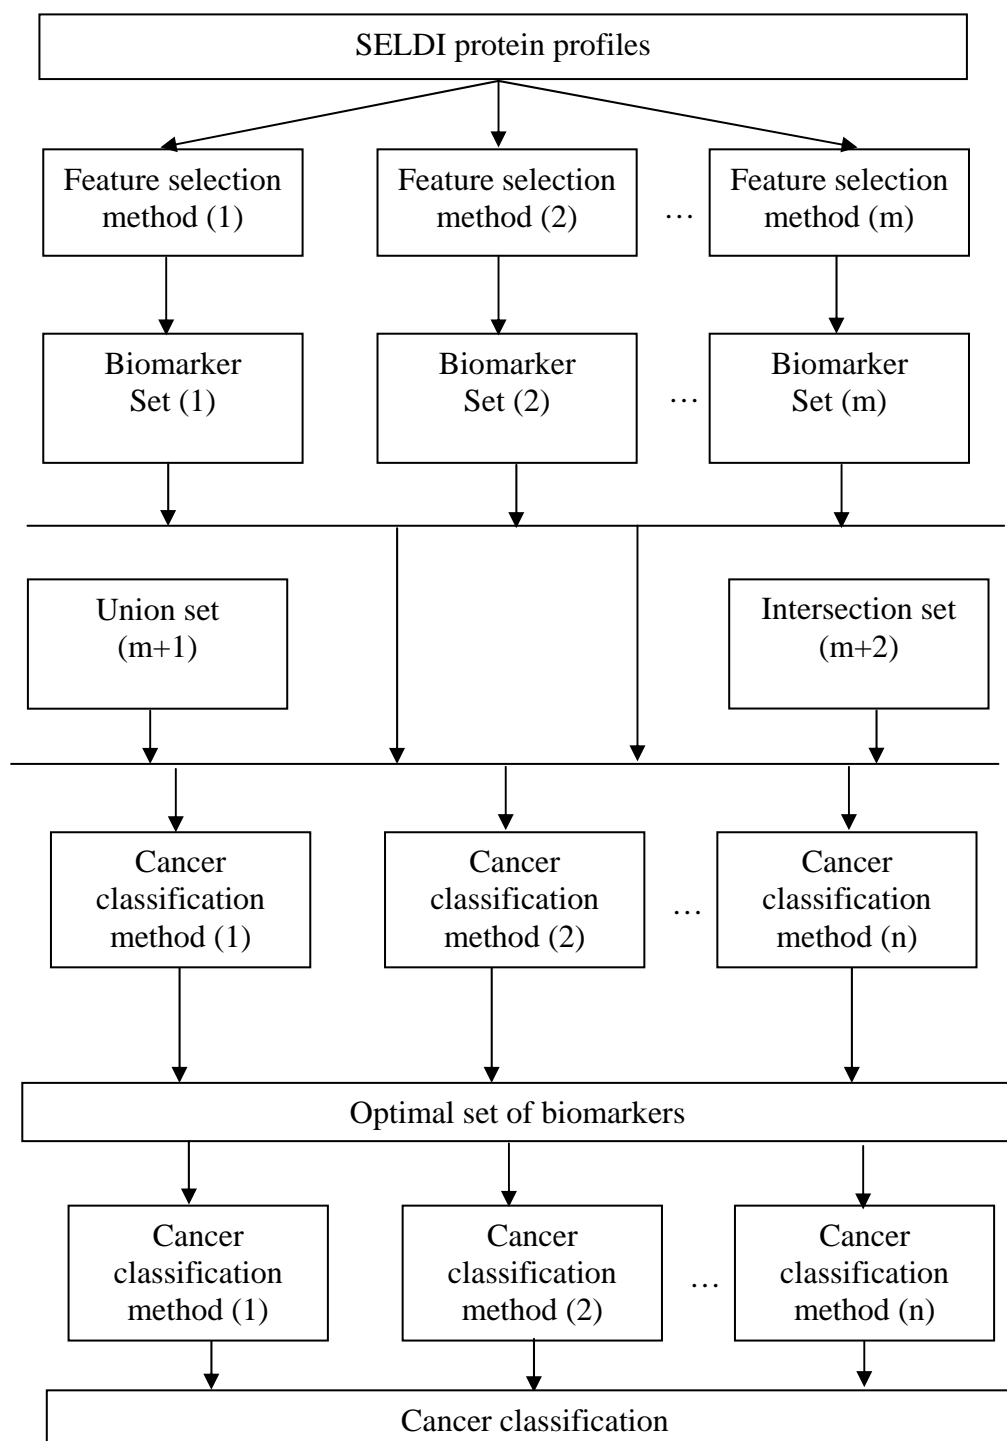 SELDI protein profiles
Feature selection
method (1)
Feature selection
method (2)
…
Feature selection
method (m)
Biomarker
Set (1)
Biomarker
Set (2)
…
Biomarker
Set (m)
Union set
(m+1)
Intersection set
(m+2)
Cancer
classification
method (1)
Cancer
classification
method (2)
…
Cancer
classification
method (n)
Optimal set of biomarkers
Cancer
classification
method (1)
Cancer
classification
method (2)
…
Cancer
classification
method (n)
Cancer classification